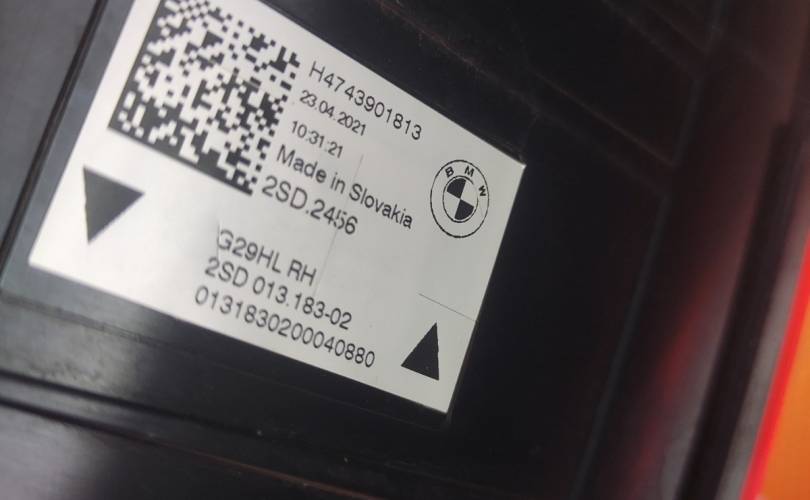 H4743901813
23.04.2021
10:31:21
Made in Slovakia
2SD.2456
BMW
G29HL RH
2SD 013.183-02
0131830200040880